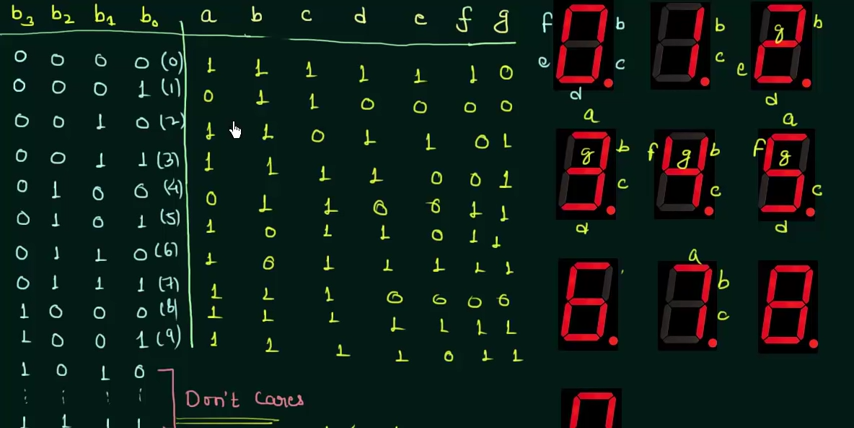 b3 b2 b1 b0 a b c d e f g
0 0 0 0 (0) 1 1 1 1 1 1 0
0 0 0 1 (1) 0 1 1 0 0 0 0
0 0 1 0 (2) 1 1 0 1 1 0 1
0 0 1 1 (3) 1 1 1 1 0 0 1
0 1 0 0 (4) 0 1 1 0 0 1 1
0 1 0 1 (5) 1 0 1 1 0 1 1
0 1 1 0 (6) 1 0 1 1 1 1 1
0 1 1 1 (7) 1 1 1 0 0 0 0
1 0 0 0 (8) 1 1 1 1 1 1 1
1 0 0 1 (9) 1 1 1 1 0 1 1
1 0 1 0
Don't cares
1 1 1 1
f b g b
e c c e
d d
a a
g b f g b f g
c c c
d d
a
b
c